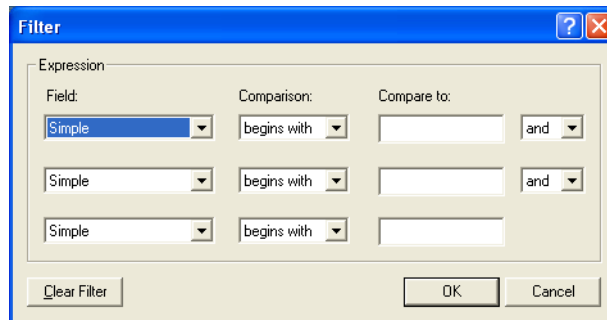 Filter
Expression
Field: Comparison: Compare to:
Simple begins with and
Simple begins with and
Simple begins with
Clear Filter OK Cancel